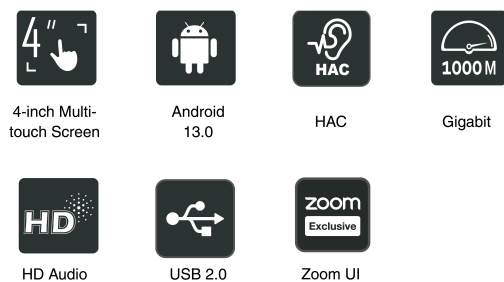 4"
HAC
1000M
4-inch Multi-
touch Screen
Android
13.0
HAC
Gigabit
HD
zoom
Exclusive
HD Audio
USB 2.0
Zoom UI